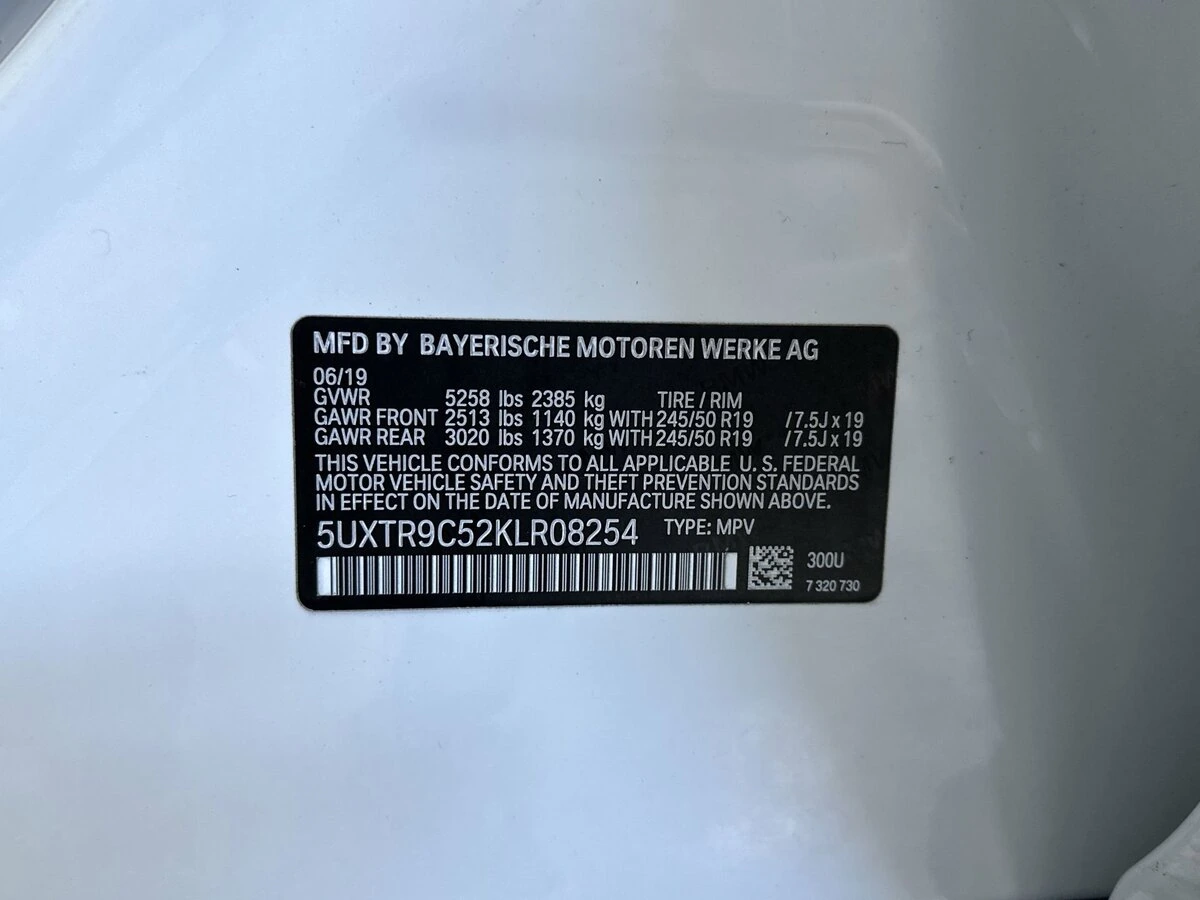 MFD BY BAYERISCHE MOTOREN WERKE AG
06/19
GVWR 5258 lbs 2385 kg TIRE / RIM
GAWR FRONT 2513 lbs 1140 kg WITH 245/50 R19 /7.5J x 19
GAWR REAR 3020 lbs 1370 kg WITH 245/50 R19 /7.5J x 19
THIS VEHICLE CONFORMS TO ALL APPLICABLE U. S. FEDERAL
MOTOR VEHICLE SAFETY AND THEFT PREVENTION STANDARDS
IN EFFECT ON THE DATE OF MANUFACTURE SHOWN ABOVE.
5UXTR9C52KLR08254 TYPE: MPV
300U
7 320 730